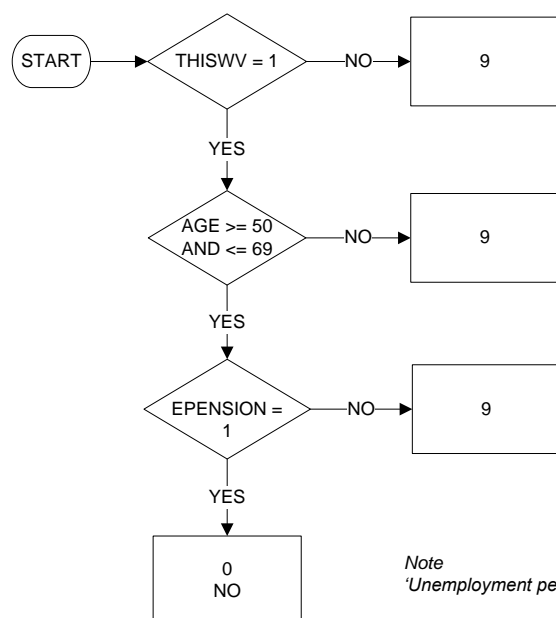 START
THISWV = 1
NO
9
YES
AGE >= 50
AND <= 69
NO
9
YES
EPENSION =
1
NO
9
YES
0
NO
Note
'Unemployment